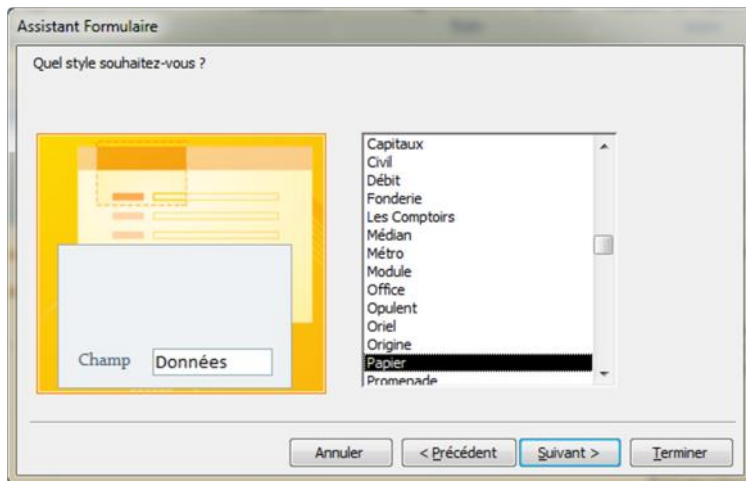 Assistant Formulaire
Quel style souhaitez-vous ?
Champ Données
Capitaux
Civil
Débit
Fonderie
Les Comptoirs
Médian
Métro
Module
Office
Opulent
Oriel
Origine
Papier
Promenade
Annuler < Précédent Suivant > Terminer